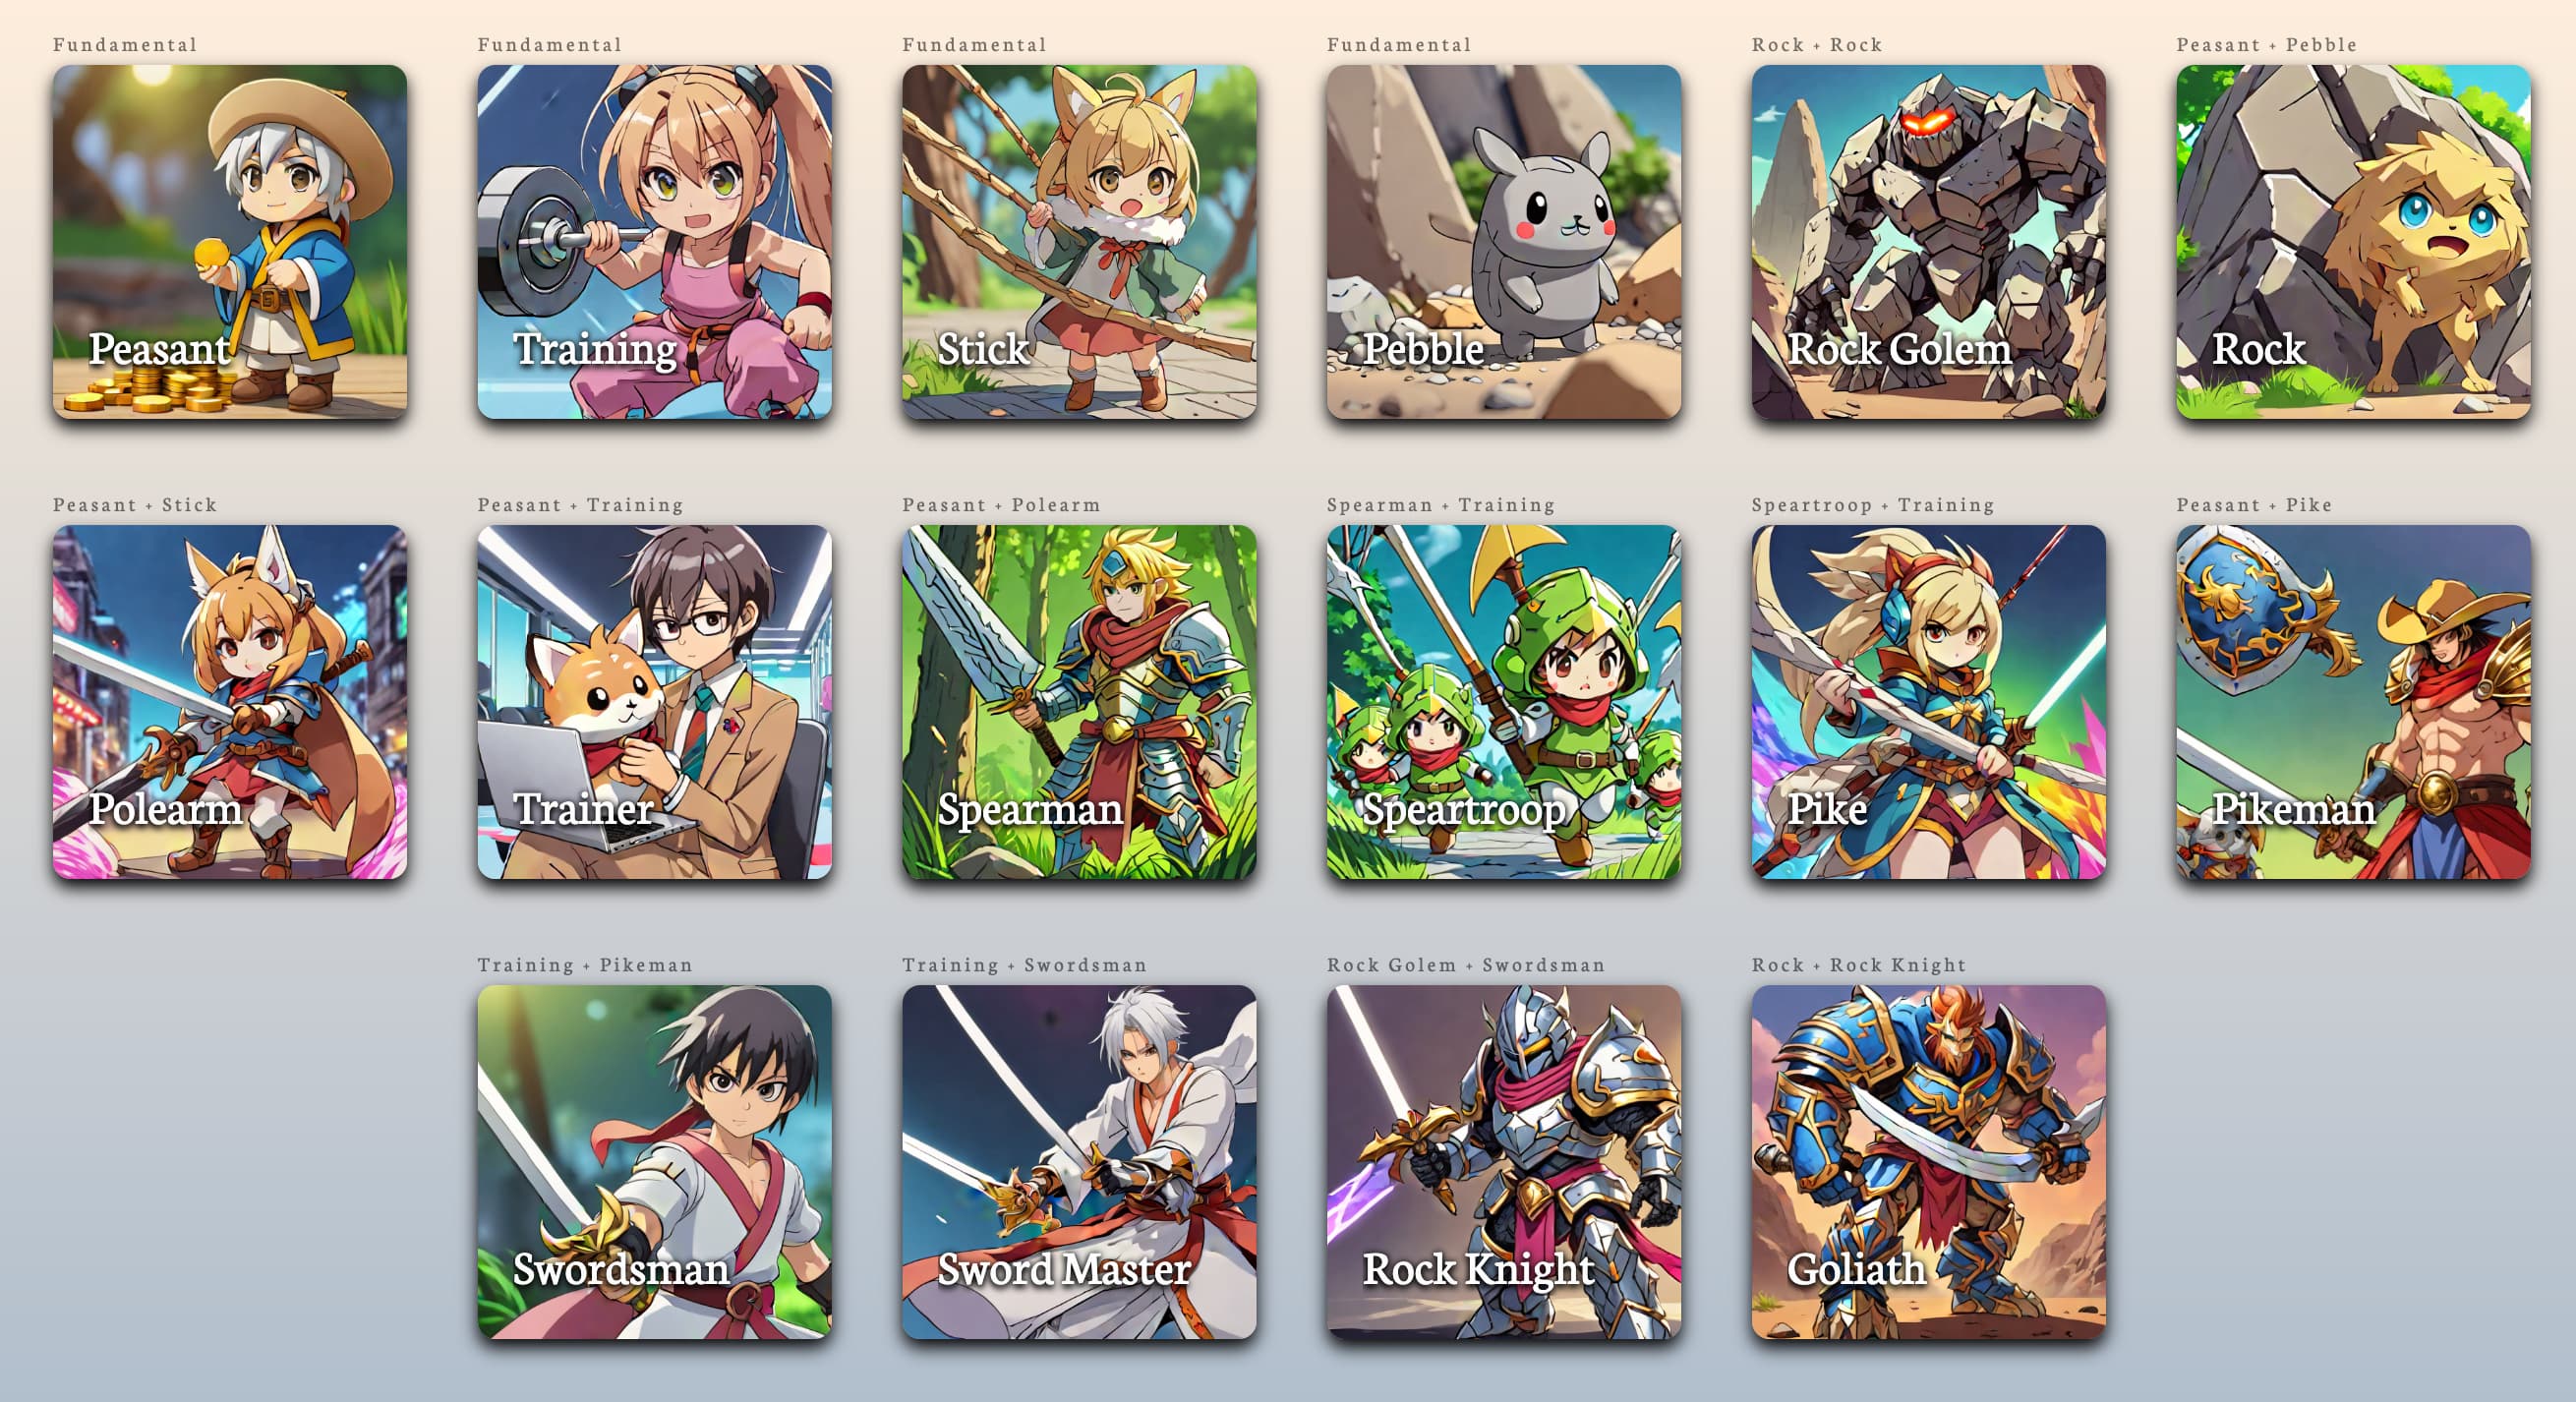 Fundamental
Peasant
Fundamental
Training
Fundamental
Stick
Fundamental
Pebble
Rock + Rock
Rock Golem
Peasant + Pebble
Rock
Peasant + Stick
Polearm
Peasant + Training
Trainer
Peasant + Polearm
Spearman
Spearman + Training
Speartroop
Speartroop + Training
Pike
Peasant + Pike
Pikeman
Training + Pikeman
Swordsman
Training + Swordsman
Sword Master
Rock Golem + Swordsman
Rock Knight
Rock + Rock Knight
Goliath